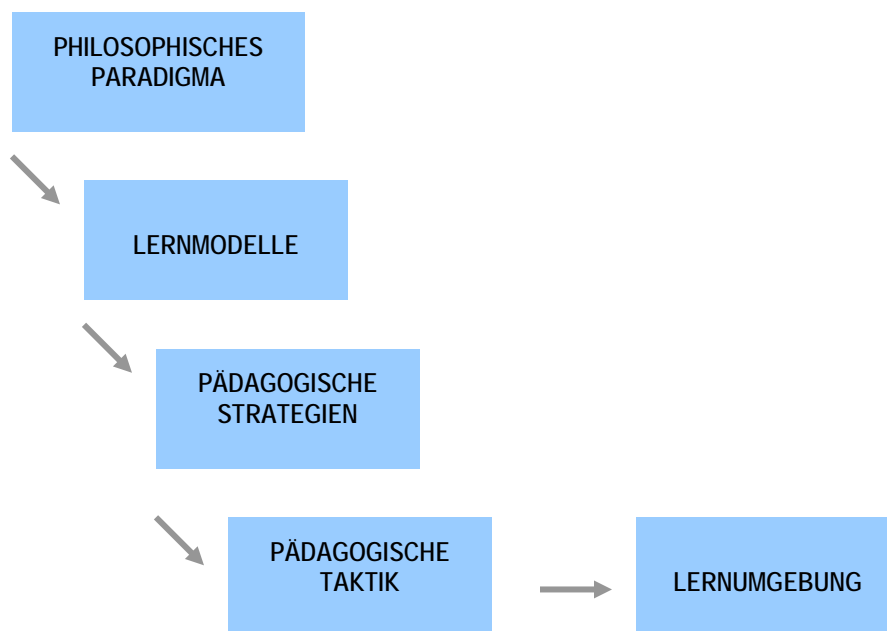 PHILOSOPHISCHES
PARADIGMA
LERNMODELLE
PÄDAGOGISCHE
STRATEGIEN
PÄDAGOGISCHE
TAKTIK
LERNUMGEBUNG